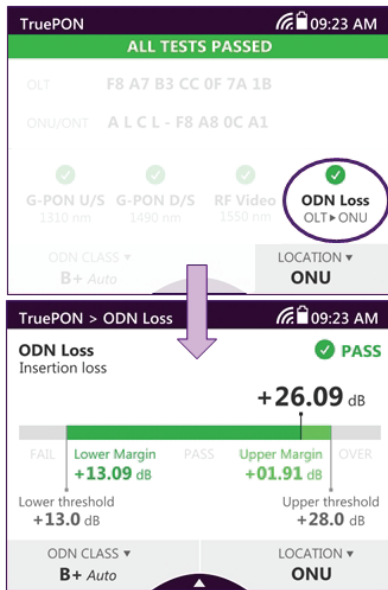 TruePON 09:23 AM
ALL TESTS PASSED
OLT F8 A7 B3 CC 0F 7A 1B
ONU/ONT A L C L - F8 A8 0C A1
G-PON U/S G-PON D/S RF Video ODN Loss
1310 nm 1490 nm 1550 nm OLT ▸ ONU
ODN CLASS ▾ LOCATION ▾
B+ Auto ONU
TruePON > ODN Loss 09:23 AM
ODN Loss PASS
Insertion loss
+26.09 dB
FAIL Lower Margin PASS Upper Margin OVER
+13.09 dB +01.91 dB
Lower threshold Upper threshold
+13.0 dB +28.0 dB
ODN CLASS ▾ LOCATION ▾
B+ Auto ONU